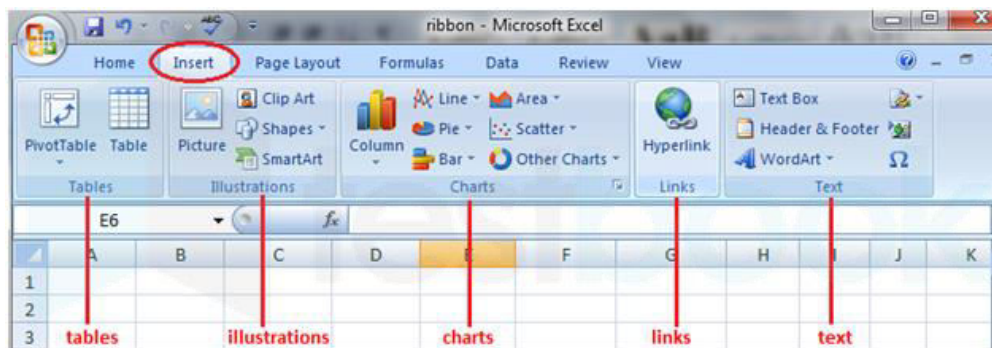 ribbon - Microsoft Excel
Home Insert Page Layout Formulas Data Review View
PivotTable Table Picture Clip Art Shapes SmartArt Column Line Pie Bar Area Scatter Other Charts Hyperlink Text Box Header & Footer WordArt Ω
Tables Illustrations Charts Links Text
E6 fx
A B C D E F G H I J K
1
2
3 tables illustrations charts links text